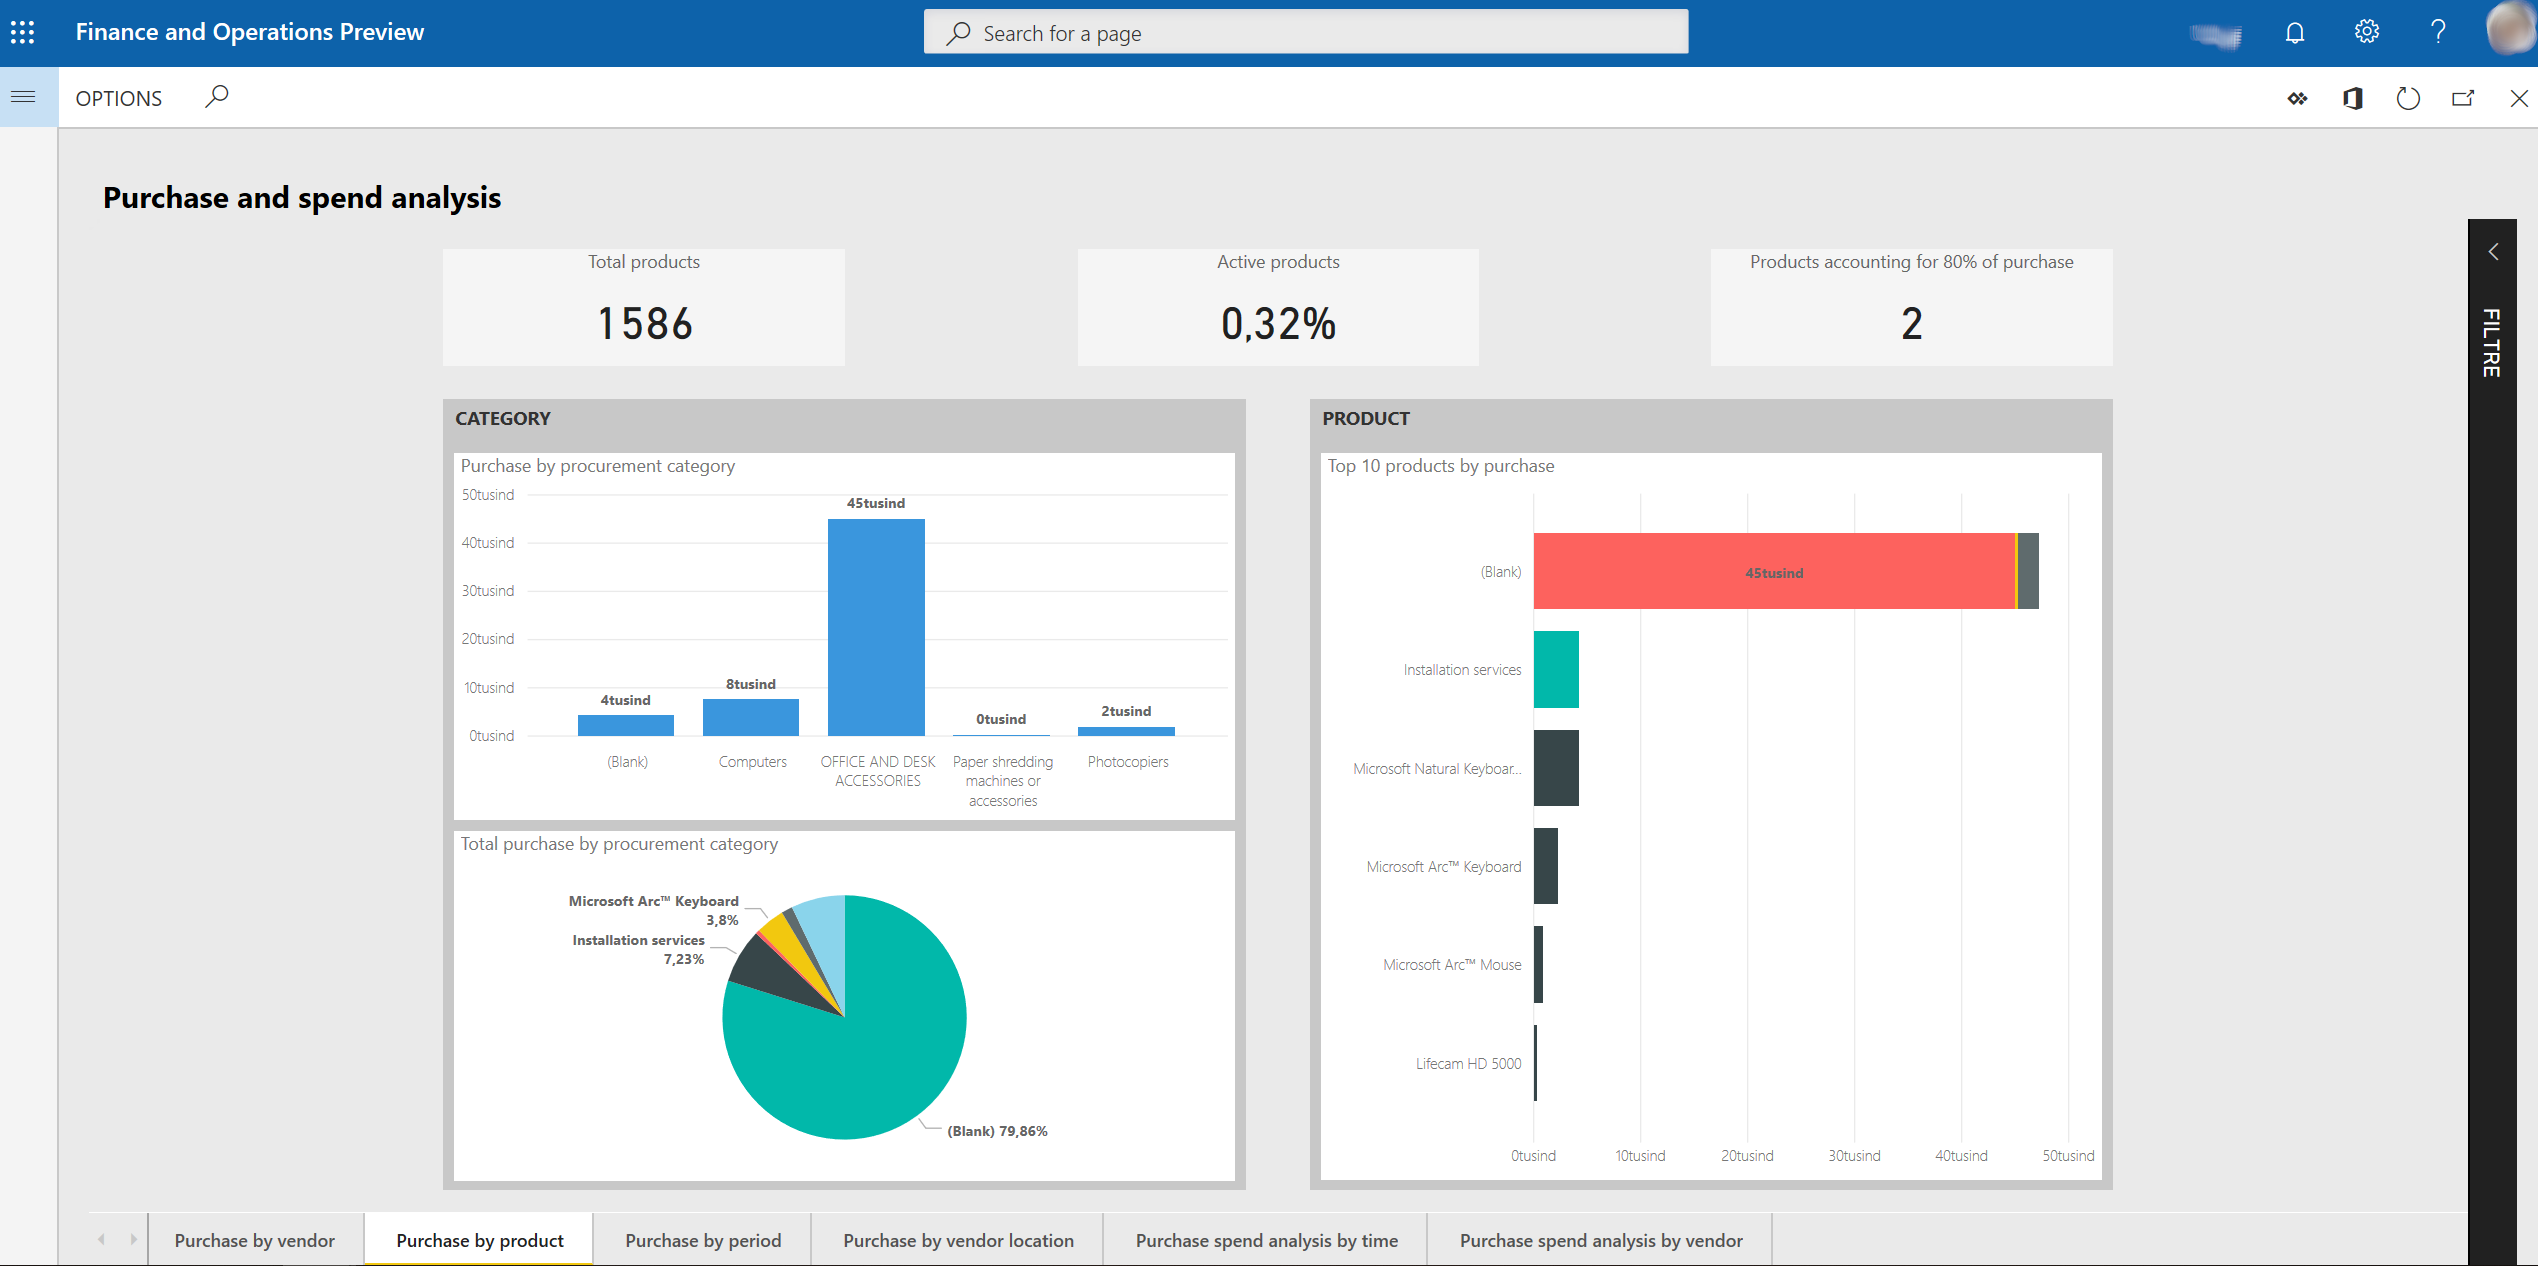 Finance and Operations Preview
Search for a page
?
OPTIONS
Purchase and spend analysis
Total products
1586
Active products
0,32%
Products accounting for 80% of purchase
2
FILTRE
CATEGORY
Purchase by procurement category
50tusind
40tusind
30tusind
20tusind
10tusind
0tusind
4tusind
8tusind
45tusind
0tusind
2tusind
(Blank)
Computers
OFFICE AND DESK
ACCESSORIES
Paper shredding
machines or
accessories
Photocopiers
Total purchase by procurement category
Microsoft Arc™ Keyboard
3,8%
Installation services
7,23%
(Blank) 79,86%
PRODUCT
Top 10 products by purchase
(Blank)
45tusind
Installation services
Microsoft Natural Keyboar...
Microsoft Arc™ Keyboard
Microsoft Arc™ Mouse
Lifecam HD 5000
0tusind
10tusind
20tusind
30tusind
40tusind
50tusind
Purchase by vendor
Purchase by product
Purchase by period
Purchase by vendor location
Purchase spend analysis by time
Purchase spend analysis by vendor